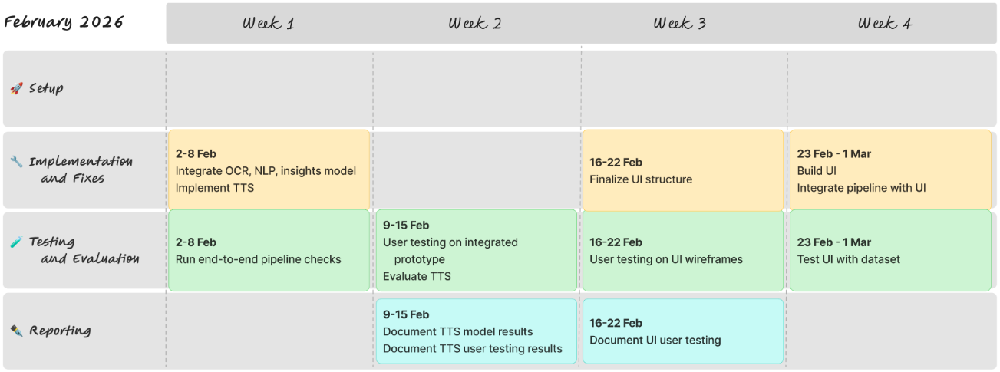 February 2026
Week 1
Week 2
Week 3
Week 4
Setup
Implementation
and Fixes
2-8 Feb
Integrate OCR, NLP, insights model
Implement TTS
16-22 Feb
Finalize UI structure
23 Feb - 1 Mar
Build UI
Integrate pipeline with UI
Testing
and Evaluation
2-8 Feb
Run end-to-end pipeline checks
9-15 Feb
User testing on integrated
prototype
Evaluate TTS
16-22 Feb
User testing on UI wireframes
23 Feb - 1 Mar
Test UI with dataset
Reporting
9-15 Feb
Document TTS model results
Document TTS user testing results
16-22 Feb
Document UI user testing